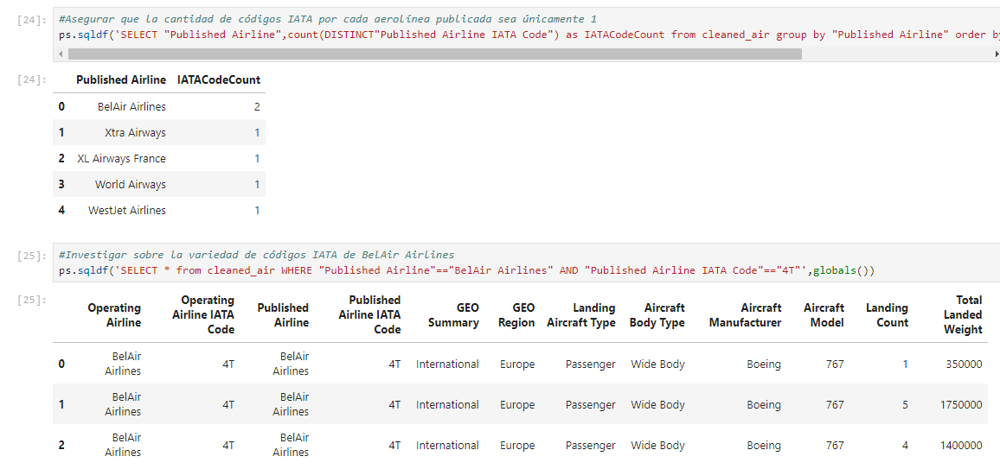 [24]: #Asegurar que la cantidad de códigos IATA por cada aerolínea publicada sea únicamente 1
ps.sqldf('SELECT "Published Airline",count(DISTINCT"Published Airline IATA Code") as IATACodeCount from cleaned_air group by "Published Airline" order by
[24]: Published Airline IATACodeCount
0 BelAir Airlines 2
1 Xtra Airways 1
2 XL Airways France 1
3 World Airways 1
4 WestJet Airlines 1
[25]: #Investigar sobre la variedad de códigos IATA de BelAir Airlines
ps.sqldf('SELECT * from cleaned_air WHERE "Published Airline"=="BelAir Airlines" AND "Published Airline IATA Code"=="4T"',globals())
[25]:
Operating Airline Operating Airline IATA Code Published Airline Published Airline IATA Code GEO Summary GEO Region Landing Aircraft Type Aircraft Body Type Aircraft Manufacturer Aircraft Model Landing Count Total Landed Weight
0 BelAir Airlines 4T BelAir Airlines 4T International Europe Passenger Wide Body Boeing 767 1 350000
1 BelAir Airlines 4T BelAir Airlines 4T International Europe Passenger Wide Body Boeing 767 5 1750000
2 BelAir Airlines 4T BelAir Airlines 4T International Europe Passenger Wide Body Boeing 767 4 1400000